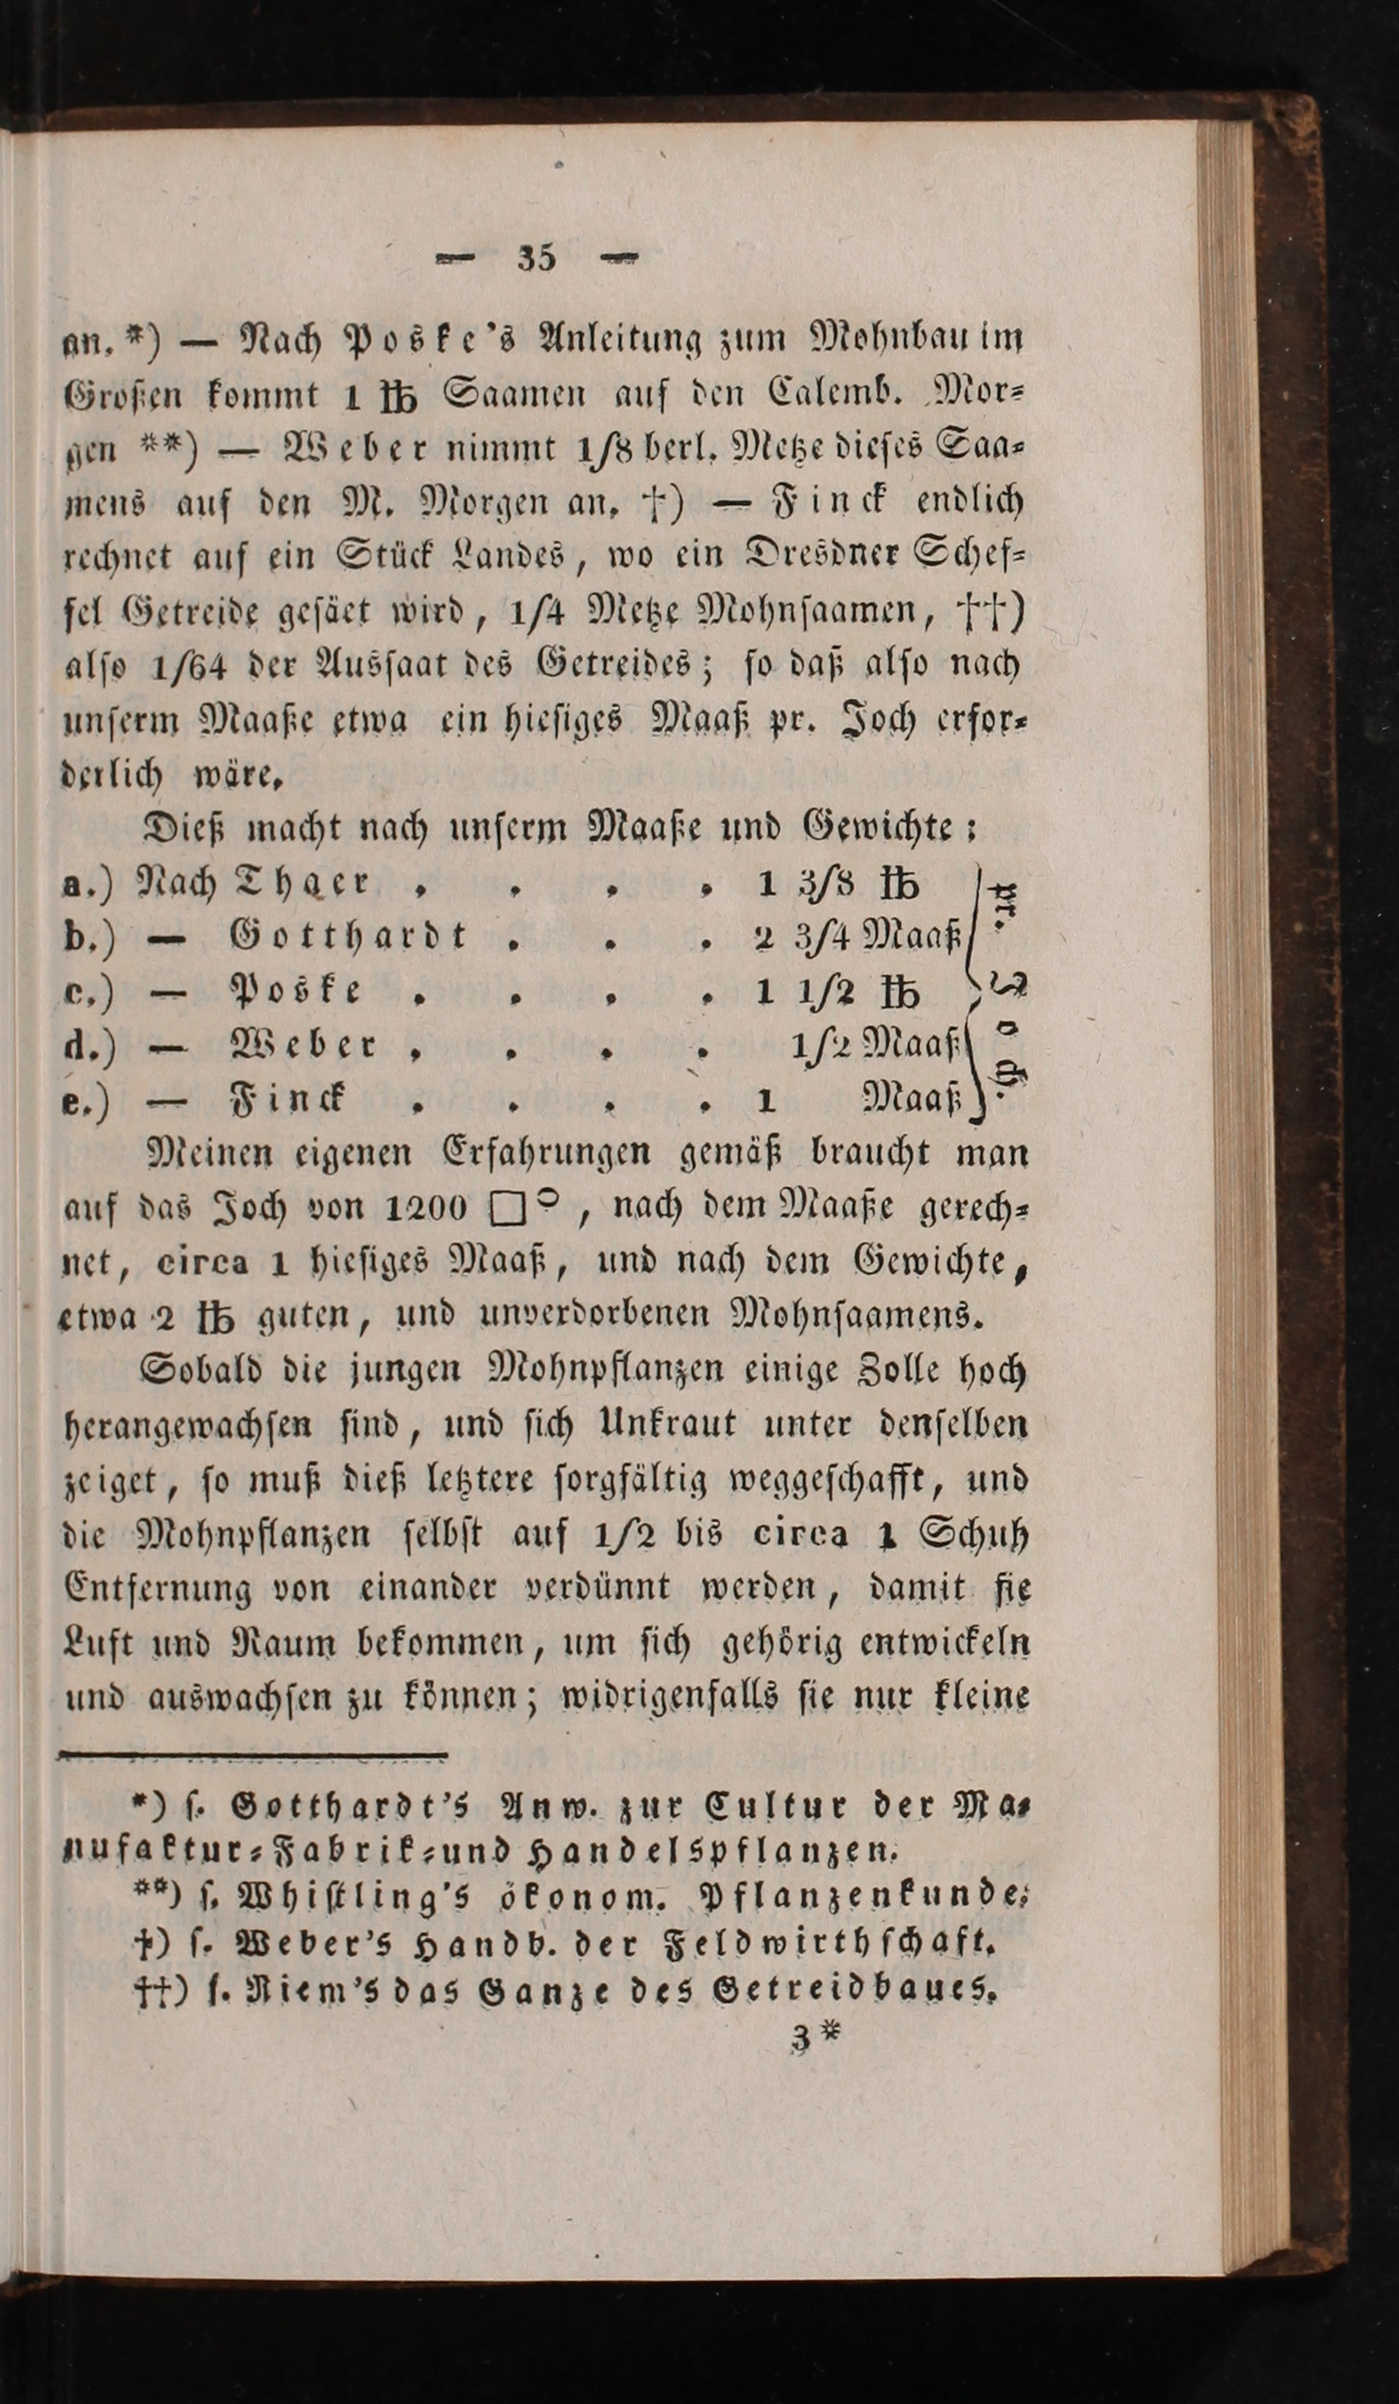 — 35 —
an. *) — Nach Poske's Anleitung zum Mohnbau im
Großen kommt 1 ℔ Saamen auf den Calemb. Mor⸗
gen **) — Weber nimmt 1/8 berl. Metze dieses Saa⸗
mens auf den M. Morgen an. †) — Finck endlich
rechnet auf ein Stück Landes, wo ein Dresdner Schef⸗
fel Getreide gesäet wird, 1/4 Metze Mohnsaamen, ††)
also 1/64 der Aussaat des Getreides; so daß also nach
unserm Maaße etwa ein hiesiges Maaß pr. Joch erfor⸗
derlich wäre.
Dieß macht nach unserm Maaße und Gewichte:
a.) Nach Thaer . . . . 1 3/8 ℔
b.) — Gotthardt . . . 2 3/4 Maaß
c.) — Poske . . . . 1 1/2 ℔
d.) — Weber . . . . 1/2 Maaß
e.) — Finck . . . . 1 Maaß
pr. Joch.
Meinen eigenen Erfahrungen gemäß braucht man
auf das Joch von 1200 □°, nach dem Maaße gerech⸗
net, circa 1 hiesiges Maaß, und nach dem Gewichte,
etwa 2 ℔ guten, und unverdorbenen Mohnsaamens.
Sobald die jungen Mohnpflanzen einige Zolle hoch
herangewachsen sind, und sich Unkraut unter denselben
zeiget, so muß dieß letztere sorgfältig weggeschafft, und
die Mohnpflanzen selbst auf 1/2 bis circa 1 Schuh
Entfernung von einander verdünnt werden, damit sie
Luft und Raum bekommen, um sich gehörig entwickeln
und auswachsen zu können; widrigenfalls sie nur kleine
*) s. Gotthardt's Anw. zur Cultur der Ma⸗
nufaktur⸗Fabrik⸗und Handelspflanzen.
**) s. Whistling's ökonom. Pflanzenkunde.
†) s. Weber's Handb. der Feldwirthschaft.
††) s. Riem's das Ganze des Getreidbaues.
3*